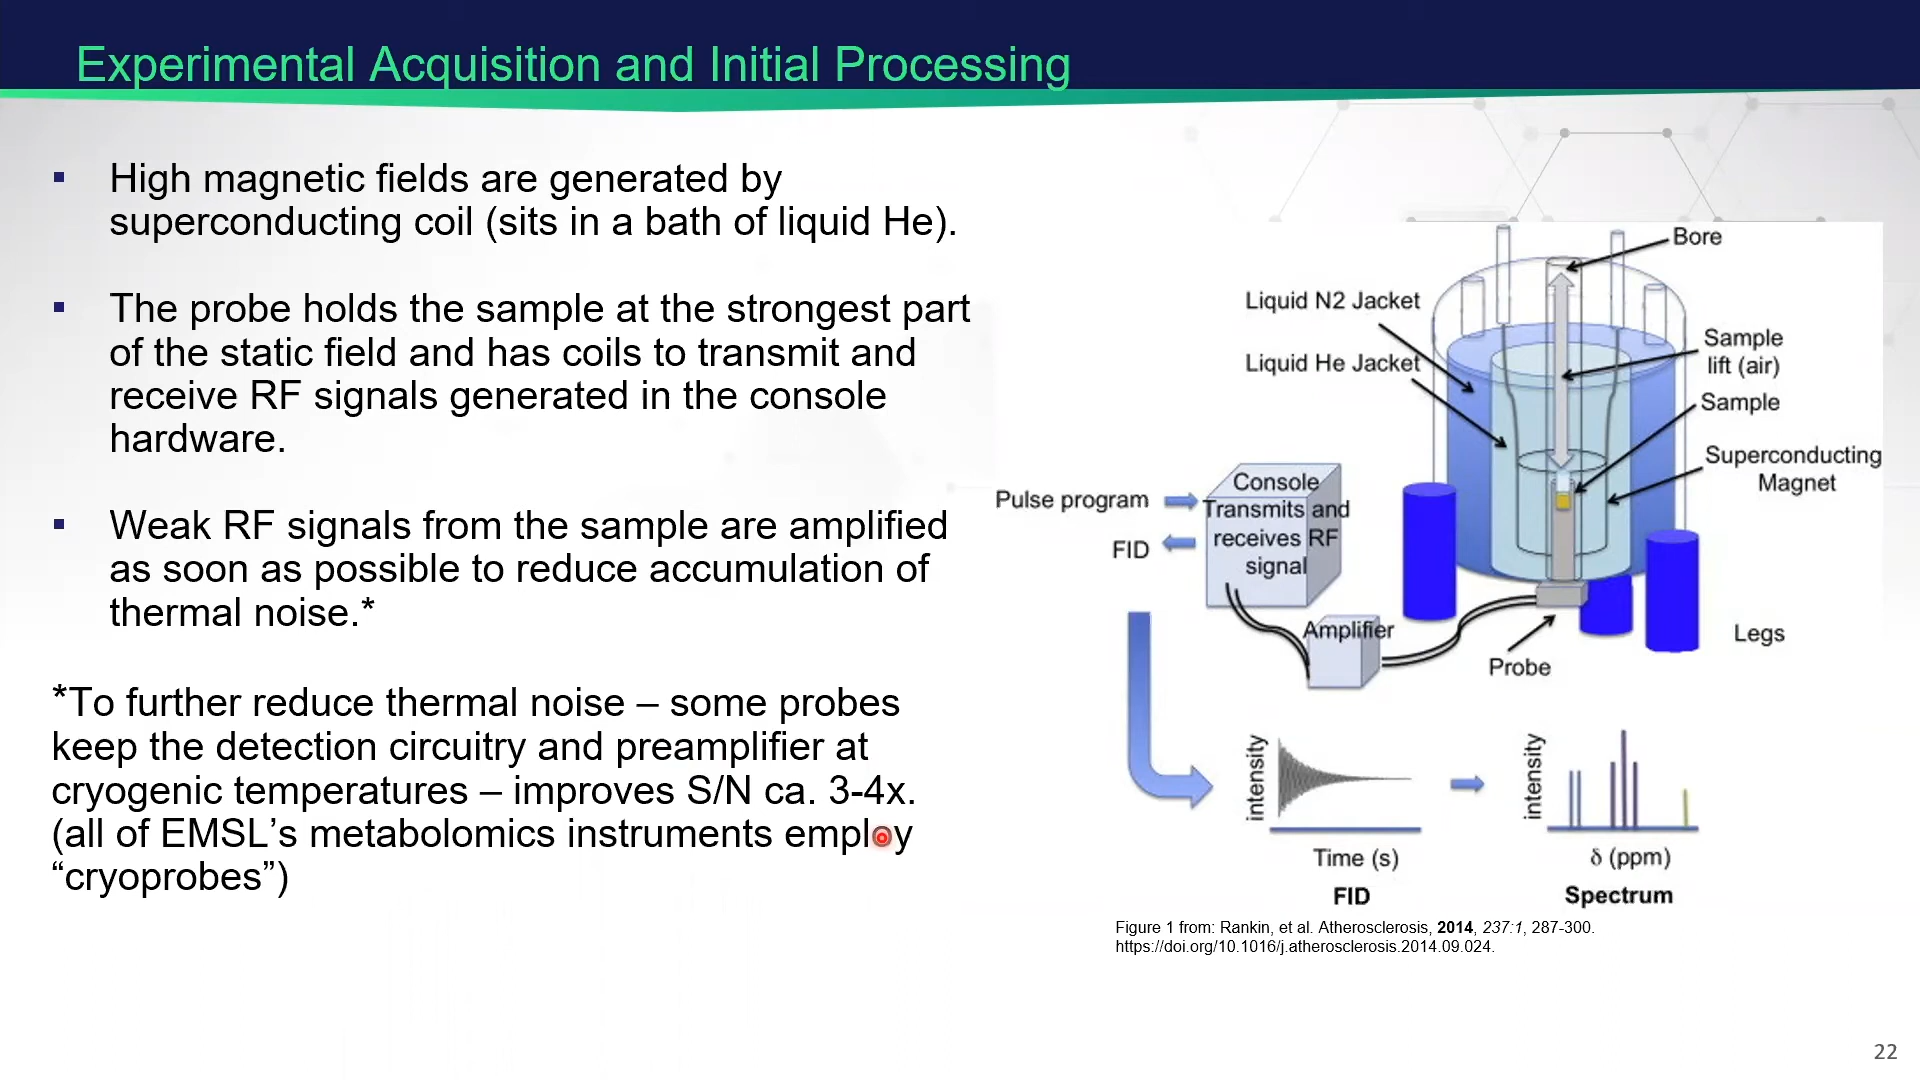 Experimental Acquisition and Initial Processing
▪ High magnetic fields are generated by
superconducting coil (sits in a bath of liquid He).
▪ The probe holds the sample at the strongest part
of the static field and has coils to transmit and
receive RF signals generated in the console
hardware.
▪ Weak RF signals from the sample are amplified
as soon as possible to reduce accumulation of
thermal noise.*
*To further reduce thermal noise – some probes
keep the detection circuitry and preamplifier at
cryogenic temperatures – improves S/N ca. 3-4x.
(all of EMSL’s metabolomics instruments employ
“cryoprobes”)
Bore
Liquid N2 Jacket
Sample
lift (air)
Liquid He Jacket
Sample
Superconducting
Magnet
Pulse program
FID
Console
Transmits and
receives RF
signal
Amplifier
Probe
Legs
intensity
Time (s)
FID
intensity
δ (ppm)
Spectrum
Figure 1 from: Rankin, et al. Atherosclerosis, 2014, 237:1, 287-300.
https://doi.org/10.1016/j.atherosclerosis.2014.09.024.
22